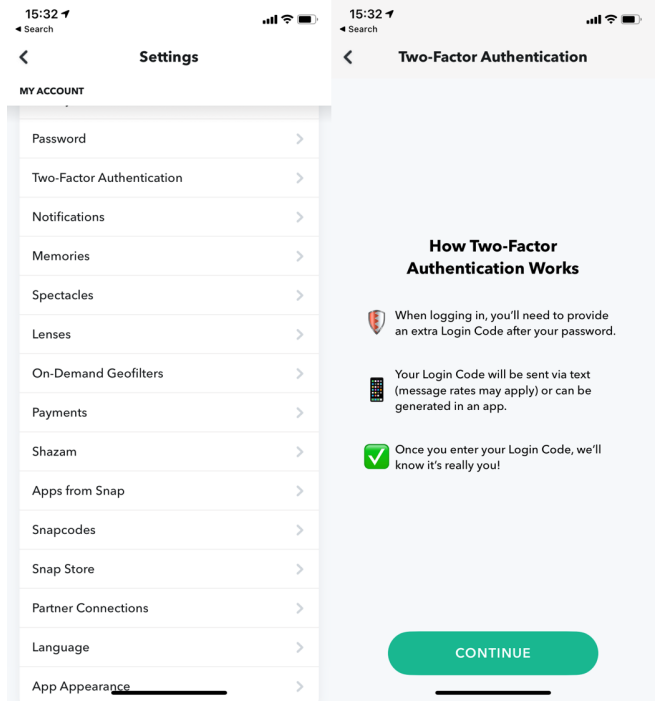 15:32
Search
Settings
MY ACCOUNT
Password
Two-Factor Authentication
Notifications
Memories
Spectacles
Lenses
On-Demand Geofilters
Payments
Shazam
Apps from Snap
Snapcodes
Snap Store
Partner Connections
Language
App Appearance
15:32
Search
Two-Factor Authentication
How Two-Factor
Authentication Works
When logging in, you'll need to provide
an extra Login Code after your password.
Your Login Code will be sent via text
(message rates may apply) or can be
generated in an app.
Once you enter your Login Code, we'll
know it's really you!
CONTINUE